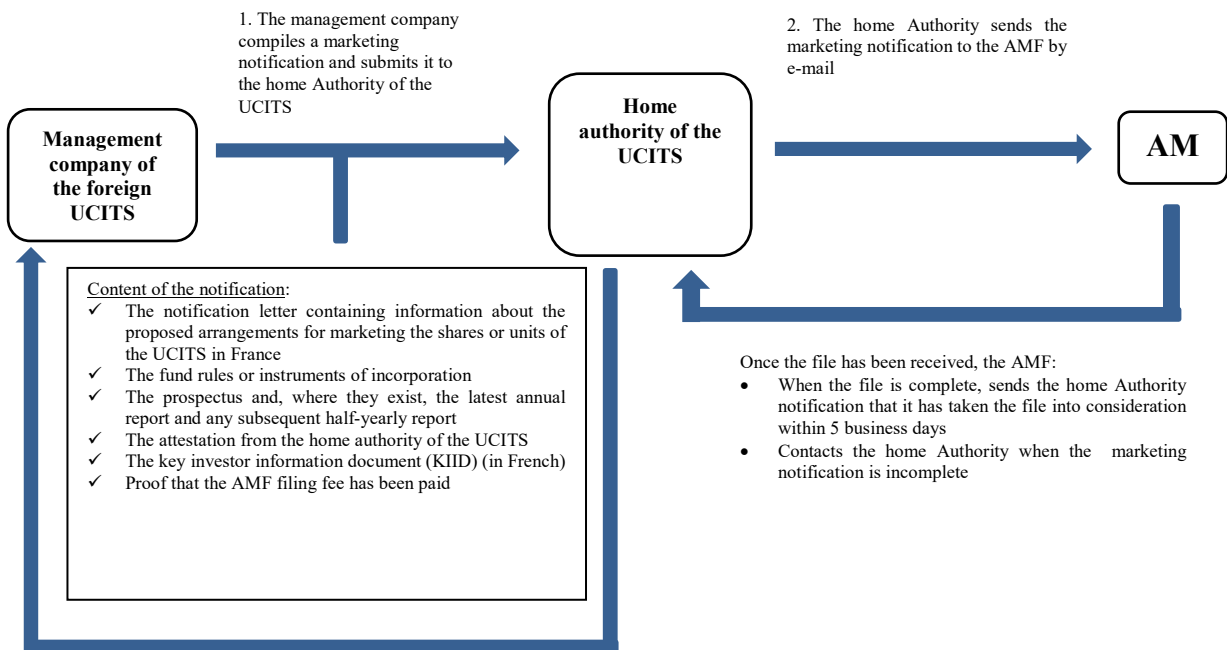 1. The management company
compiles a marketing
notification and submits it to
the home Authority of the
UCITS
2. The home Authority sends the
marketing notification to the AMF by
e-mail
Management
company of
the foreign
UCITS
Home
authority of the
UCITS
AM
Content of the notification:
✓ The notification letter containing information about the
proposed arrangements for marketing the shares or units of
the UCITS in France
✓ The fund rules or instruments of incorporation
✓ The prospectus and, where they exist, the latest annual
report and any subsequent half-yearly report
✓ The attestation from the home authority of the UCITS
✓ The key investor information document (KIID) (in French)
✓ Proof that the AMF filing fee has been paid
Once the file has been received, the AMF:
• When the file is complete, sends the home Authority
notification that it has taken the file into consideration
within 5 business days
• Contacts the home Authority when the marketing
notification is incomplete